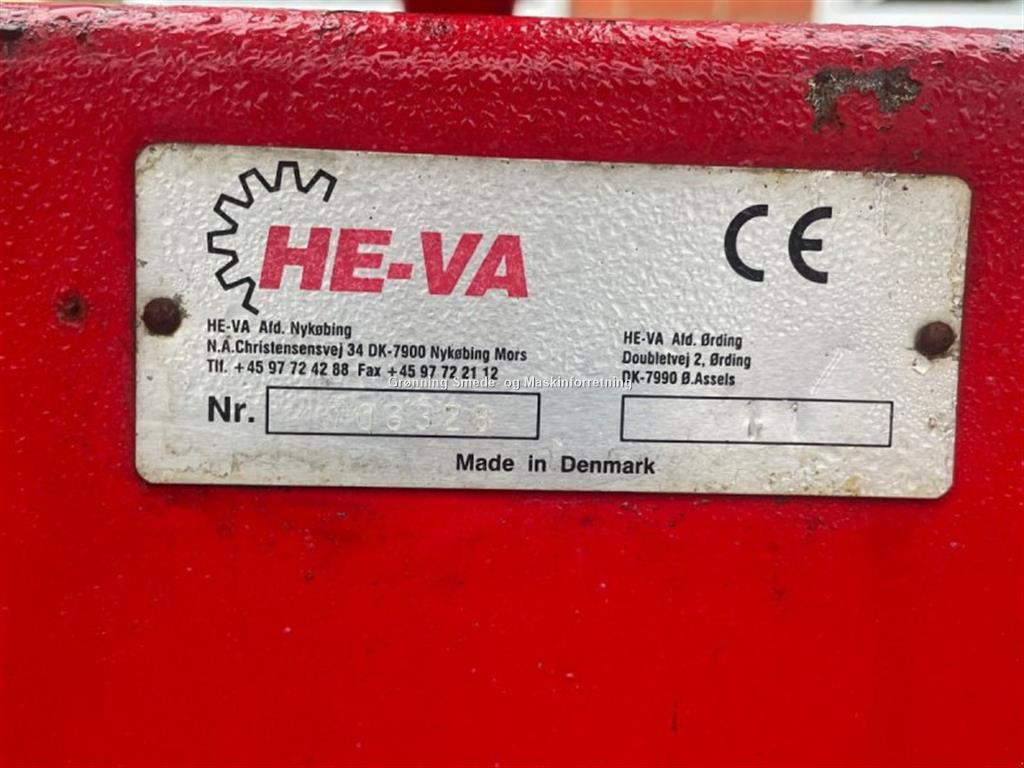 HE-VA
CE
HE-VA Afd. Nykøbing
N.A.Christensensvej 34 DK-7900 Nykøbing Mors
Tlf. +45 97 72 42 88 Fax +45 97 72 21 12
HE-VA Afd. Ørding
Doubletvej 2, Ørding
DK-7990 Ø.Assels
Grønning Smede- og Maskinforretning
Nr.
Made in Denmark